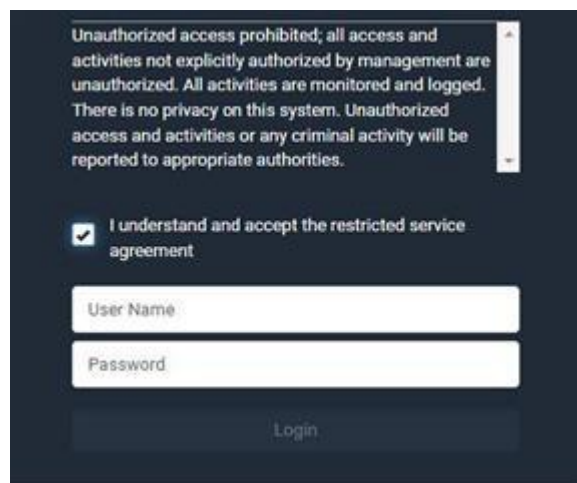 Unauthorized access prohibited; all access and
activities not explicitly authorized by management are
unauthorized. All activities are monitored and logged.
There is no privacy on this system. Unauthorized
access and activities or any criminal activity will be
reported to appropriate authorities.
I understand and accept the restricted service
agreement
User Name
Password
Login